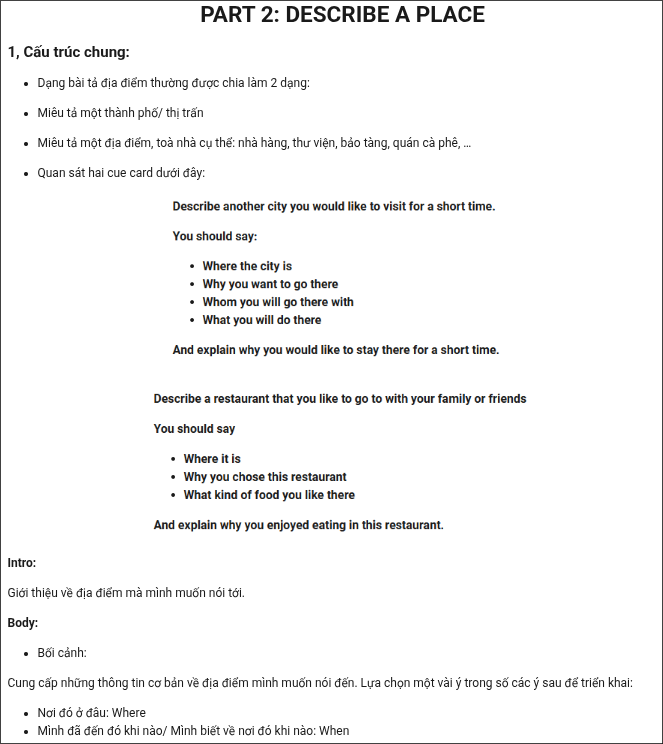 PART 2: DESCRIBE A PLACE
1, Cấu trúc chung:
• Dạng bài tả địa điểm thường được chia làm 2 dạng:
• Miêu tả một thành phố/ thị trấn
• Miêu tả một địa điểm, toà nhà cụ thể: nhà hàng, thư viện, bảo tàng, quán cà phê, ...
• Quan sát hai cue card dưới đây:
Describe another city you would like to visit for a short time.
You should say:
• Where the city is
• Why you want to go there
• Whom you will go there with
• What you will do there
And explain why you would like to stay there for a short time.
Describe a restaurant that you like to go to with your family or friends
You should say
• Where it is
• Why you chose this restaurant
• What kind of food you like there
And explain why you enjoyed eating in this restaurant.
Intro:
Giới thiệu về địa điểm mà mình muốn nói tới.
Body:
• Bối cảnh:
Cung cấp những thông tin cơ bản về địa điểm mình muốn nói đến. Lựa chọn một vài ý trong số các ý sau để triển khai:
• Nơi đó ở đâu: Where
• Mình đã đến đó khi nào/ Mình biết về nơi đó khi nào: When